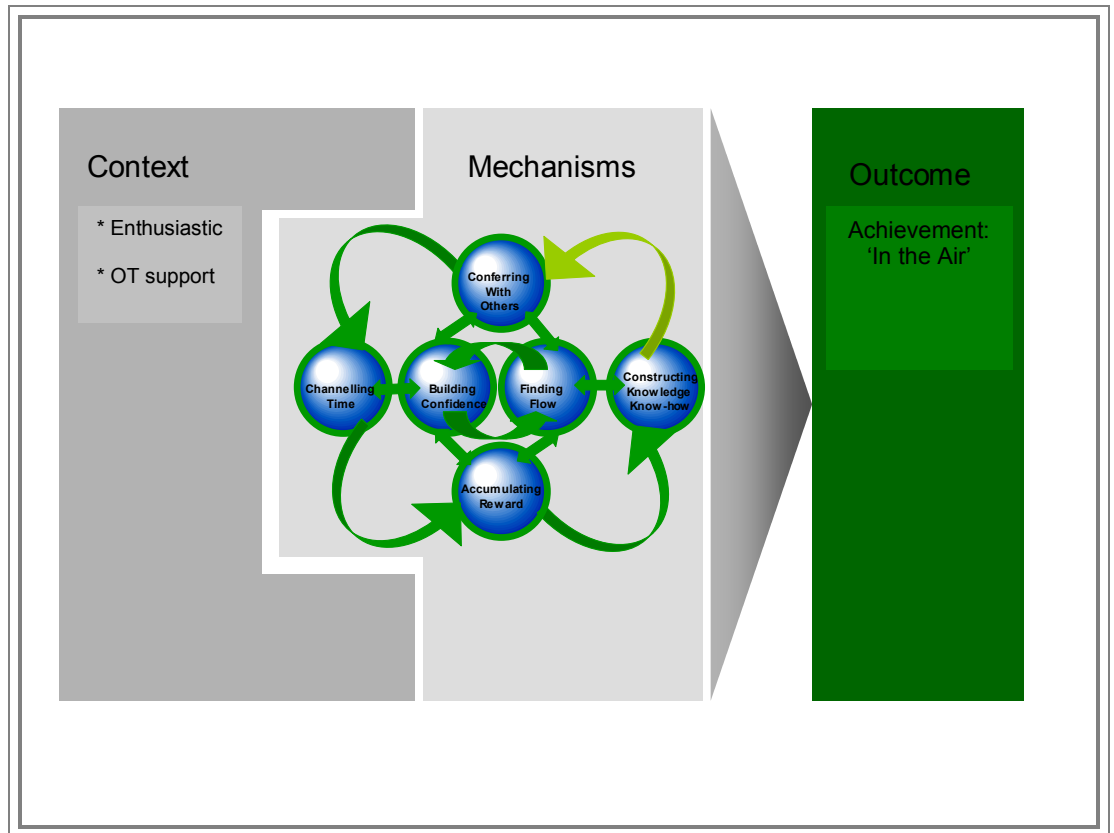 Context
* Enthusiastic
* OT support
Mechanisms
Conferring
With
Others
Channelling
Time
Building
Confidence
Finding
Flow
Constructing
Knowledge
Know-how
Accumulating
Reward
Outcome
Achievement:
‘In the Air’